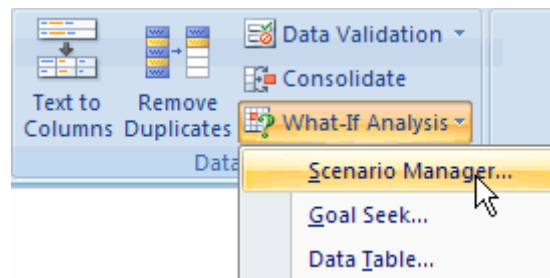 Data Validation
Consolidate
Text to Columns
Remove Duplicates
What-If Analysis
Data
Scenario Manager...
Goal Seek...
Data Table...